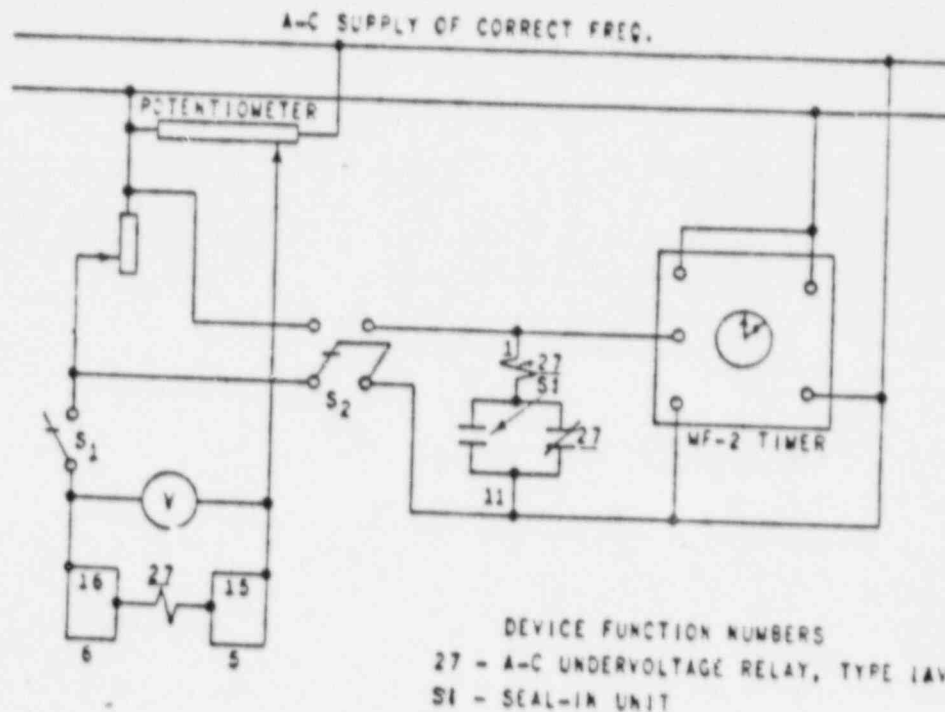 A-C SUPPLY OF CORRECT FREQ.
POTENTIOMETER
S1
S2
1
27
SI
27
11
WF-2 TIMER
V
16
27
15
6
5
DEVICE FUNCTION NUMBERS
27 - A-C UNDERVOLTAGE RELAY, TYPE IAV
SI - SEAL-IN UNIT